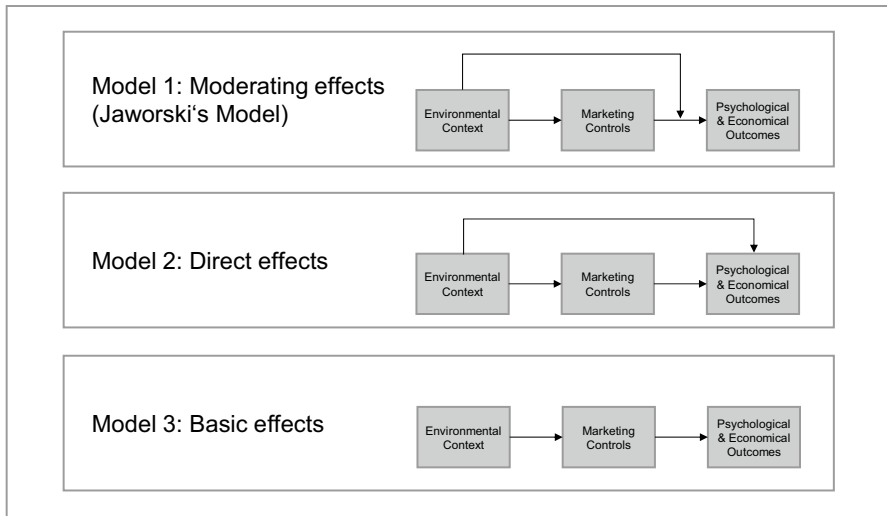 Model 1: Moderating effects
(Jaworski‘s Model)
Environmental
Context
Marketing
Controls
Psychological
& Economical
Outcomes
Model 2: Direct effects
Environmental
Context
Marketing
Controls
Psychological
& Economical
Outcomes
Model 3: Basic effects
Environmental
Context
Marketing
Controls
Psychological
& Economical
Outcomes